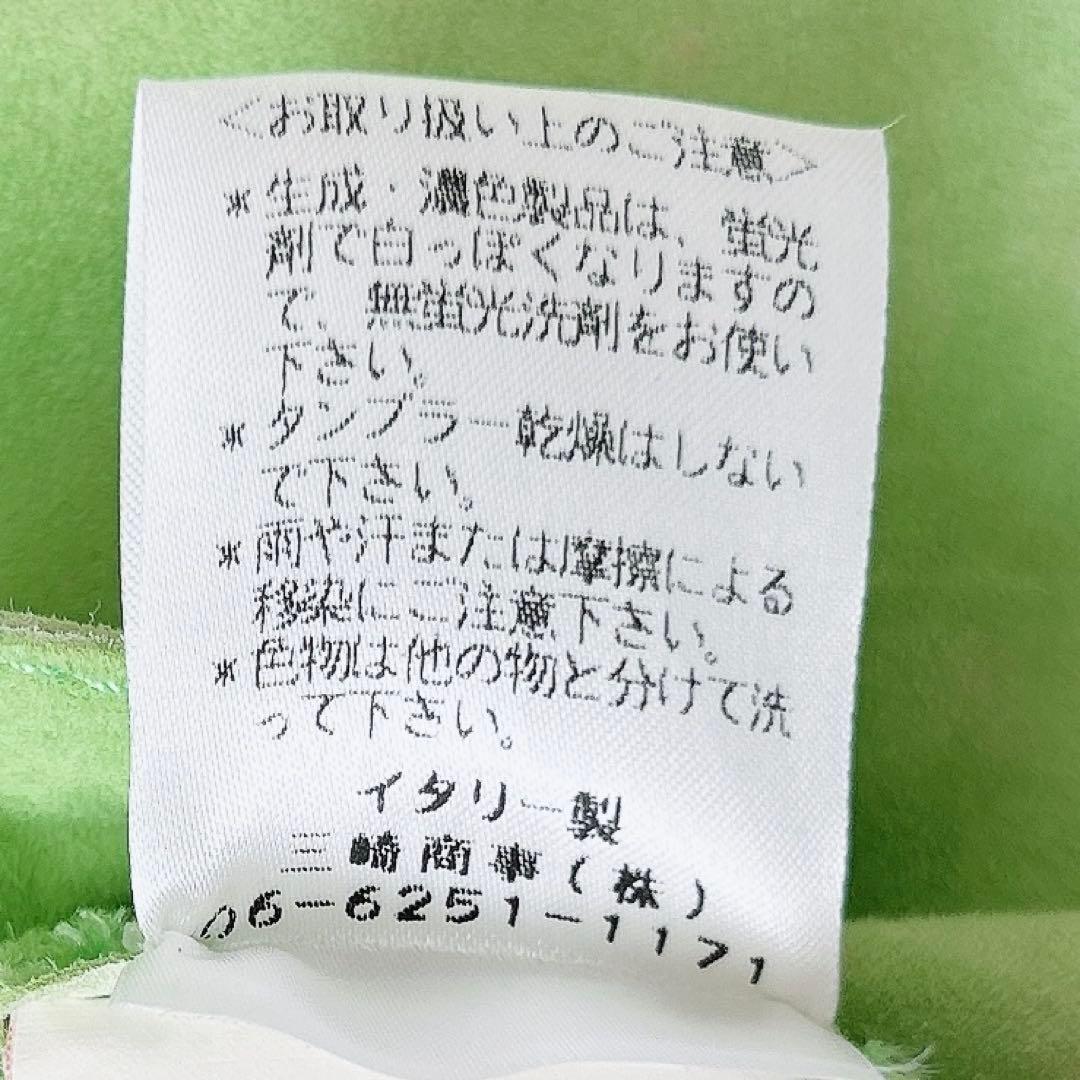 <お取り扱い上のご注意>
* 生成・濃色製品は、蛍光
剤で白っぽくなりますの
で、無蛍光洗剤をお使い
下さい。
* タンブラー乾燥はしない
で下さい。
* 雨や汗または摩擦による
移染にご注意下さい。
* 色物は他の物と分けて洗
って下さい。
イタリー製
三崎商事(株)
06-6251-1171